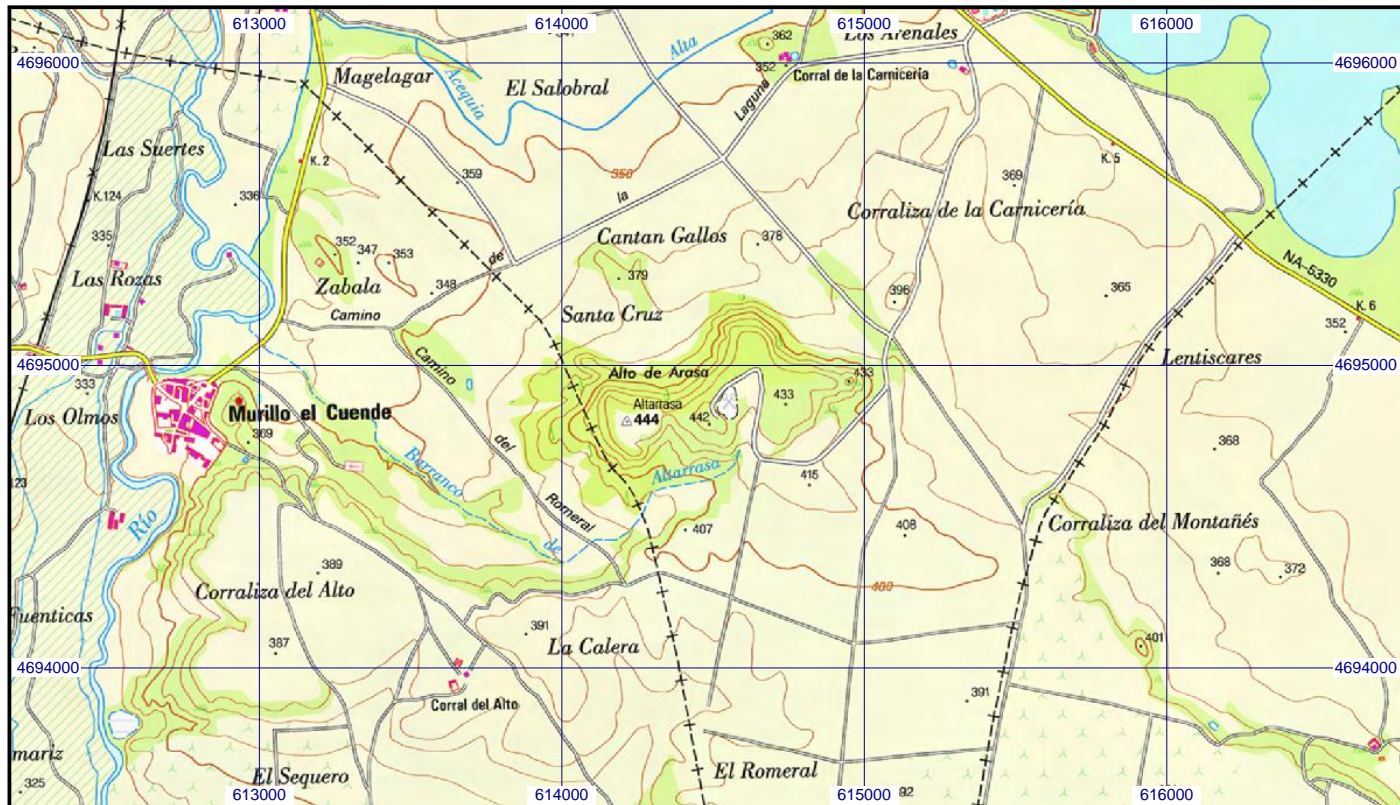 613000 614000 615000 616000
362
Los Arenales
Alta
4696000 4696000
Magelagar
Acequia
El Salobral
352
Corral de la Carnicería
Laguna
Las Suertes
K. 2
K. 5
359
350
369
K.124
336
la
Corraliza de la Carnicería
335
352 347 353
Cantan Gallos
378
de
NA-5330
Las Rozas
Zabala
348
379
396
365
K. 6
Camino
Santa Cruz
352
4695000 4695000
Camino
Lentiscares
333
Alto de Arasa
433
Los Olmos
Murillo el Cuende
Altarrasa
444
442
433
369
del
368
Barranco
Altarrasa
415
23
Río
Romeral
407
408
Corraliza del Montañés
de
389
368
372
Corraliza del Alto
400
Fuenticas
391
401
387
La Calera
4694000 4694000
Corral del Alto
391
mariz
El Sequero
El Romeral
325
92
613000 614000 615000 616000